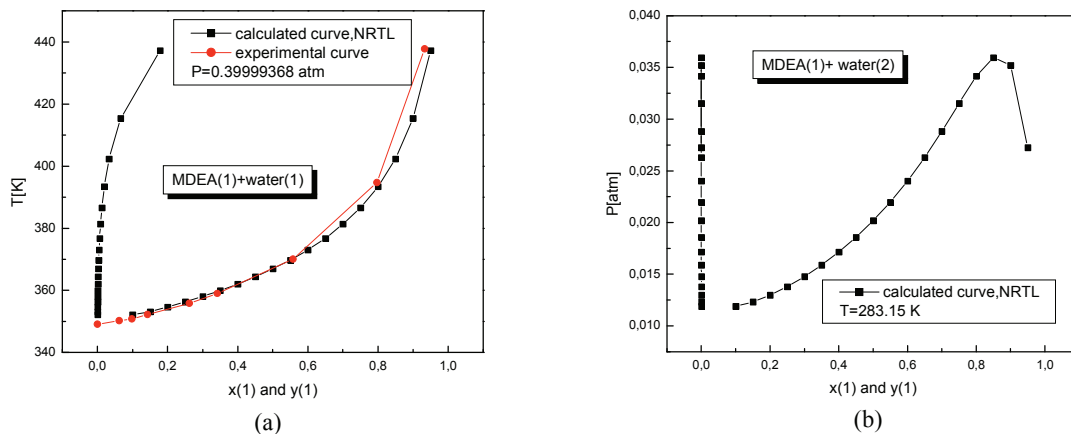 calculated curve,NRTL
experimental curve
P=0.39999368 atm
MDEA(1)+water(1)
T[K]
440
420
400
380
360
340
0,0 0,2 0,4 0,6 0,8 1,0
x(1) and y(1)
(a)
MDEA(1)+ water(2)
calculated curve,NRTL
T=283.15 K
P[atm]
0,040
0,035
0,030
0,025
0,020
0,015
0,010
0,0 0,2 0,4 0,6 0,8 1,0
x(1) and y(1)
(b)